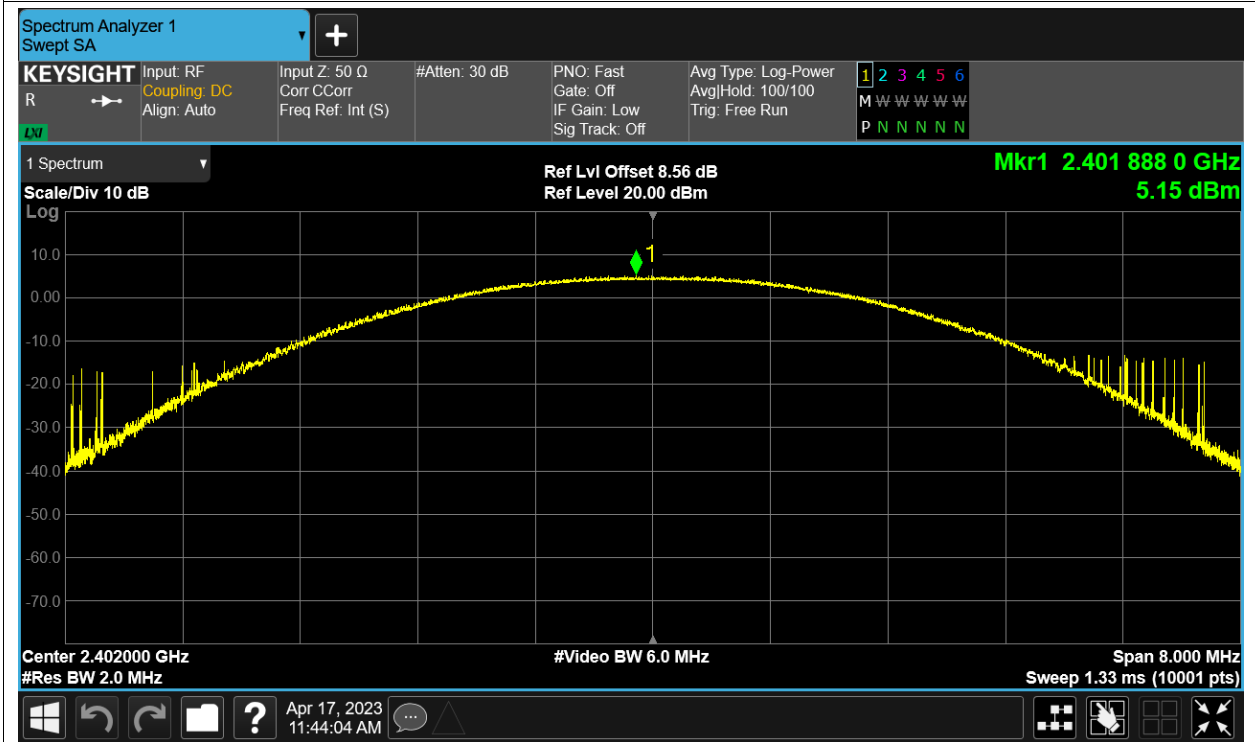 Spectrum Analyzer 1
Swept SA
KEYSIGHT
R
LXI
Input: RF
Coupling: DC
Align: Auto
Input Z: 50 Ω
Corr CCorr
Freq Ref: Int (S)
#Atten: 30 dB
PNO: Fast
Gate: Off
IF Gain: Low
Sig Track: Off
Avg Type: Log-Power
Avg|Hold: 100/100
Trig: Free Run
1 2 3 4 5 6
M W W W W W
P N N N N N
1 Spectrum
Scale/Div 10 dB
Ref Lvl Offset 8.56 dB
Ref Level 20.00 dBm
Mkr1 2.401 888 0 GHz
5.15 dBm
Log
1
10.0
0.00
-10.0
-20.0
-30.0
-40.0
-50.0
-60.0
-70.0
Center 2.402000 GHz
#Res BW 2.0 MHz
#Video BW 6.0 MHz
Span 8.000 MHz
Sweep 1.33 ms (10001 pts)
?
Apr 17, 2023
11:44:04 AM